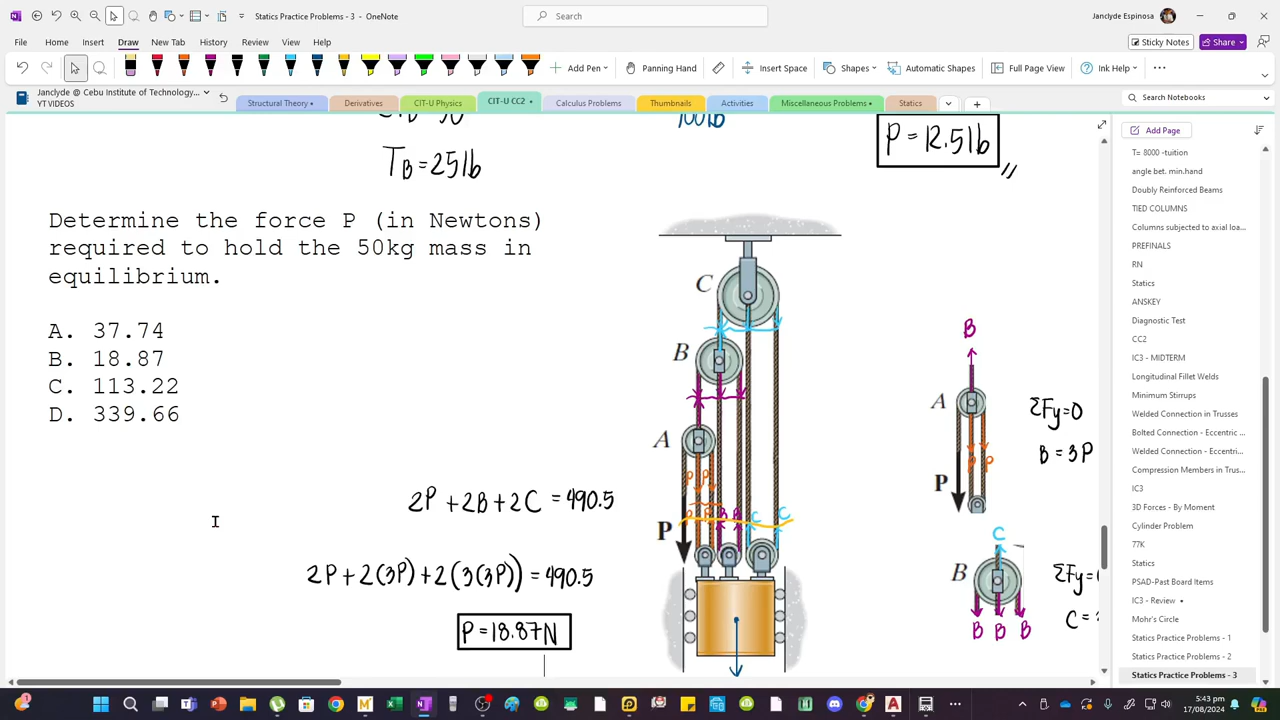 Statics Practice Problems - 3 - OneNote
Search
Janclyde Espinosa
File Home Insert Draw New Tab History Review View Help
Sticky Notes
Share
Add Pen
Panning Hand
Insert Space
Shapes
Automatic Shapes
Full Page View
Ink Help
Janclyde @ Cebu Institute of Technology...
YT VIDEOS
Structural Theory
Derivatives
CIT-U Physics
CIT-U CC2
Calculus Problems
Thumbnails
Activities
Miscellaneous Problems
Statics
Search Notebooks
100lb
P = 12.5lb
TB = 25lb
Determine the force P (in Newtons)
required to hold the 50kg mass in
equilibrium.
A. 37.74
B. 18.87
C. 113.22
D. 339.66
2P + 2B + 2C = 490.5
2P + 2(3P) + 2(3(3P)) = 490.5
P = 18.87N
C
B
A
P P
P P B B C C
P
B
A
P P
P
ΣFy=0
B = 3P
C
B
B B B
ΣFy=
C =
Add Page
T= 8000 -tuition
angle bet. min.hand
Doubly Reinforced Beams
TIED COLUMNS
Columns subjected to axial loa...
PREFINALS
RN
Statics
ANSKEY
Diagnostic Test
CC2
IC3 - MIDTERM
Longitudinal Fillet Welds
Minimum Stirrups
Welded Connection in Trusses
Bolted Connection - Eccentric ...
Welded Connection - Eccentri...
Compression Members in Trus...
IC3
3D Forces - By Moment
Cylinder Problem
77K
Statics
PSAD-Past Board Items
IC3 - Review
Mohr's Circle
Statics Practice Problems - 1
Statics Practice Problems - 2
Statics Practice Problems - 3
5:43 pm
17/08/2024